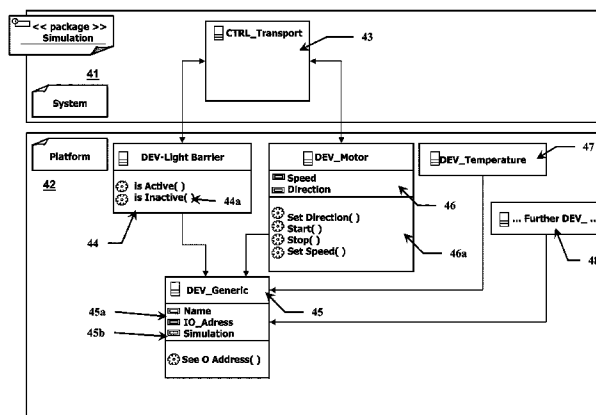 << package >>
Simulation
41
System
CTRL_Transport
43
Platform
42
DEV-Light Barrier
is Active( )
is Inactive( )
44a
44
DEV_Motor
Speed
Direction
46
Set Direction( )
Start( )
Stop( )
Set Speed( )
46a
DEV_Temperature
47
... Further DEV_ ...
48
DEV_Generic
45
45a
Name
IO_Adress
45b
Simulation
See O Address( )